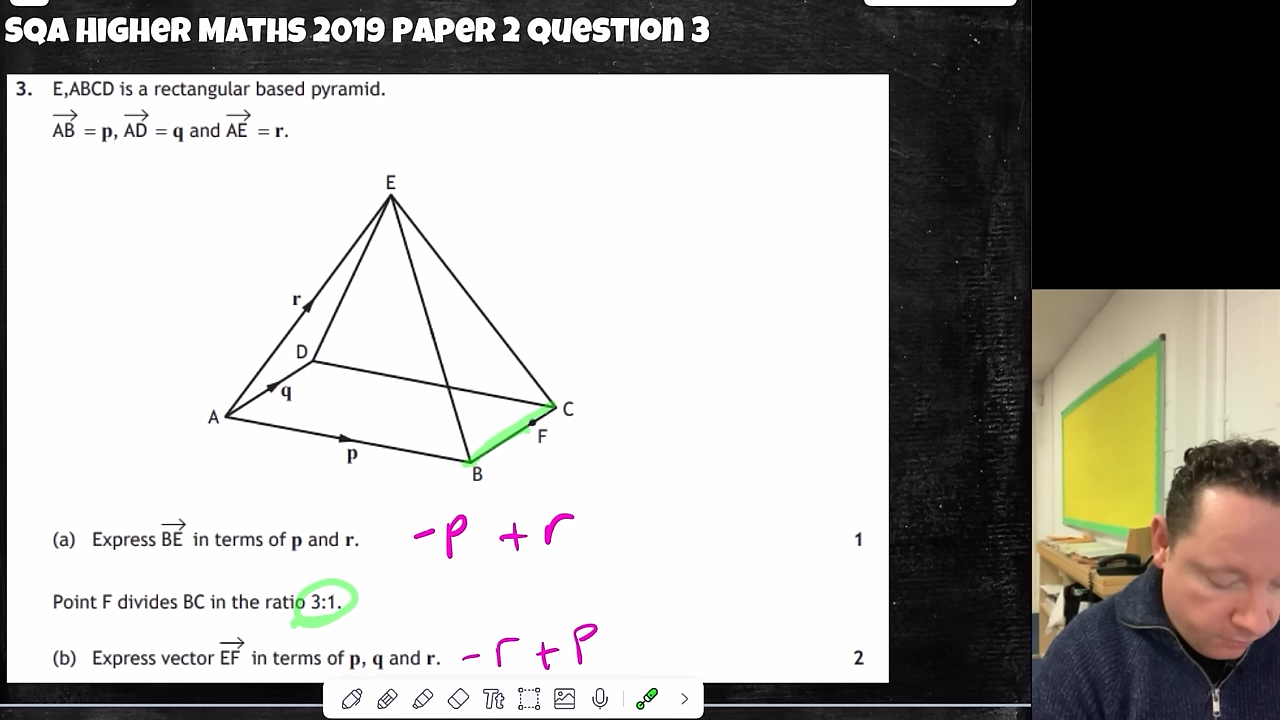 SQA Higher Maths 2019 Paper 2 Question 3
3. E,ABCD is a rectangular based pyramid.
AB = p, AD = q and AE = r.
E
r
D
q
A
C
F
p
B
(a) Express BE in terms of p and r. -p + r 1
Point F divides BC in the ratio 3:1.
(b) Express vector EF in terms of p, q and r. -r + p 2
Tt